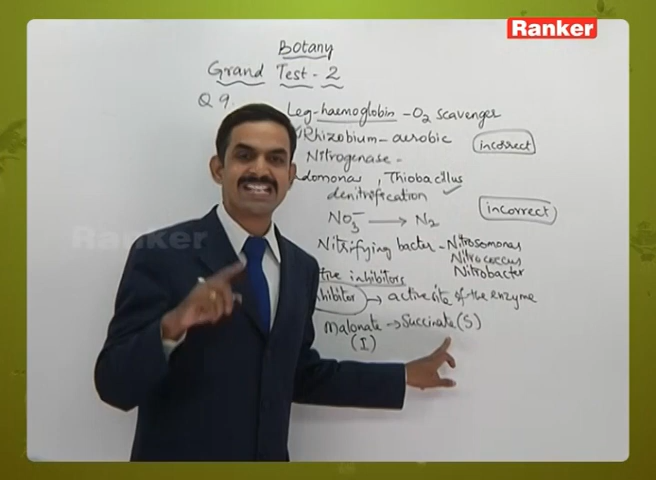 Ranker
Botany
Grand Test - 2
Q 9.
Leg-haemoglobin - O₂ scavenger
Rhizobium - aerobic
incorrect
Nitrogenase -
domonas, Thiobacillus
denitrification
incorrect
NO₃⁻ → N₂
Nitrifying bacter - Nitrosomonas
Nitrococcus
Nitrobacter
Ranker
tive inhibitors
hibitor → active site of the enzyme
Malonate → Succinate (S)
(I)